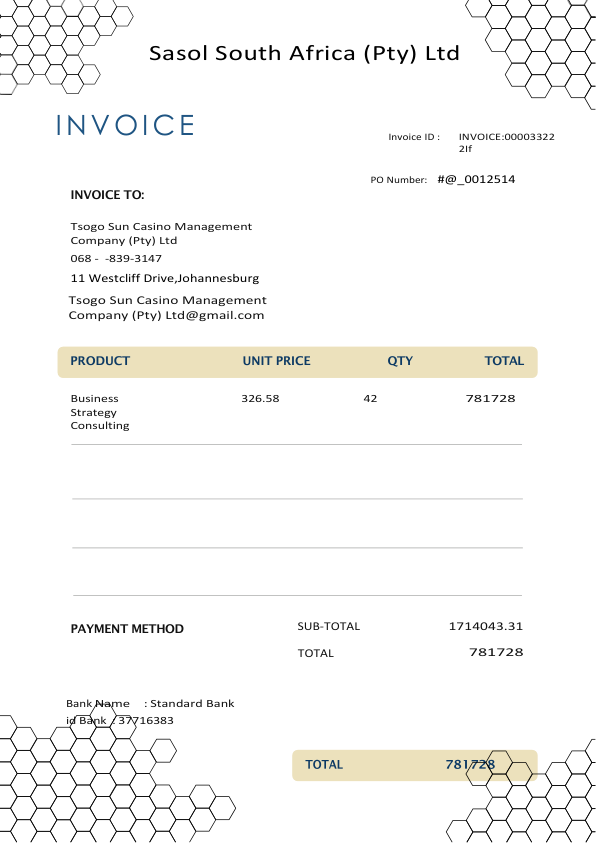 Sasol South Africa (Pty) Ltd
INVOICE
Invoice ID : INVOICE:00003322
2If
PO Number: #@_0012514
INVOICE TO:
Tsogo Sun Casino Management
Company (Pty) Ltd
068 - -839-3147
11 Westcliff Drive,Johannesburg
Tsogo Sun Casino Management
Company (Pty) Ltd@gmail.com
PRODUCT UNIT PRICE QTY TOTAL
Business 326.58 42 781728
Strategy
Consulting
SUB-TOTAL 1714043.31
PAYMENT METHOD
TOTAL 781728
Bank Name : Standard Bank
id Bank : 37716383
TOTAL 781728